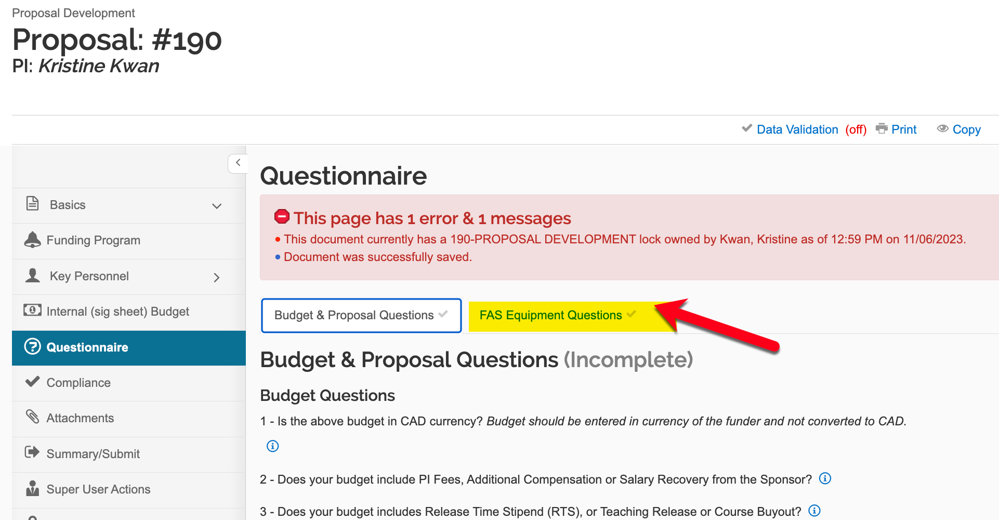 Proposal Development
Proposal: #190
PI: Kristine Kwan
Data Validation (off) Print Copy
Basics
Funding Program
Key Personnel
Internal (sig sheet) Budget
Questionnaire
Compliance
Attachments
Summary/Submit
Super User Actions
Questionnaire
This page has 1 error & 1 messages
This document currently has a 190-PROPOSAL DEVELOPMENT lock owned by Kwan, Kristine as of 12:59 PM on 11/06/2023.
Document was successfully saved.
Budget & Proposal Questions FAS Equipment Questions
Budget & Proposal Questions (Incomplete)
Budget Questions
1 - Is the above budget in CAD currency? Budget should be entered in currency of the funder and not converted to CAD.
2 - Does your budget include PI Fees, Additional Compensation or Salary Recovery from the Sponsor?
3 - Does your budget includes Release Time Stipend (RTS), or Teaching Release or Course Buyout?